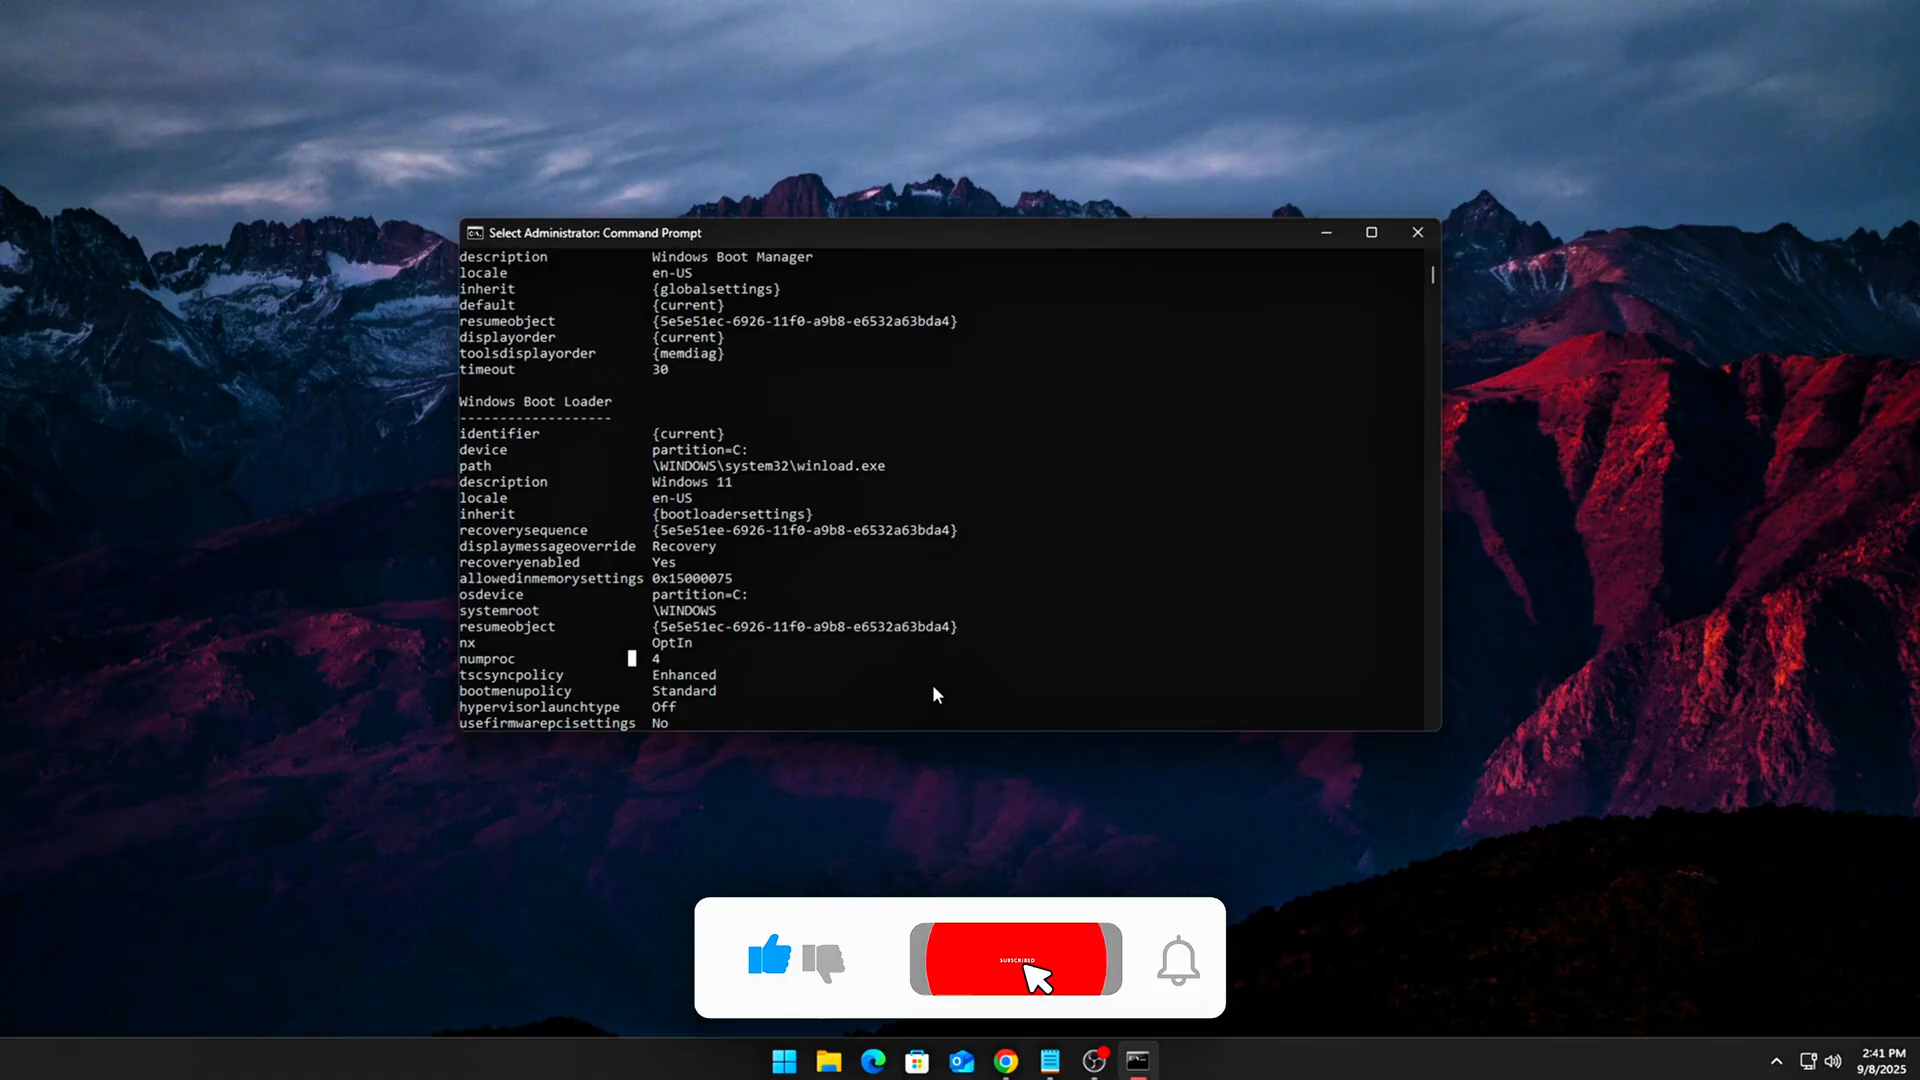 Select Administrator: Command Prompt
description Windows Boot Manager
locale en-US
inherit {globalsettings}
default {current}
resumeobject {5e5e51ec-6926-11f0-a9b8-e6532a63bda4}
displayorder {current}
toolsdisplayorder {memdiag}
timeout 30
Windows Boot Loader
-------------------
identifier {current}
device partition=C:
path \WINDOWS\system32\winload.exe
description Windows 11
locale en-US
inherit {bootloadersettings}
recoverysequence {5e5e51ee-6926-11f0-a9b8-e6532a63bda4}
displaymessageoverride Recovery
recoveryenabled Yes
allowedinmemorysettings 0x15000075
osdevice partition=C:
systemroot \WINDOWS
resumeobject {5e5e51ec-6926-11f0-a9b8-e6532a63bda4}
nx OptIn
numproc 4
tscsyncpolicy Enhanced
bootmenupolicy Standard
hypervisorlaunchtype Off
usefirmwarepcisettings No
SUBSCRIBED
2:41 PM
9/8/2025